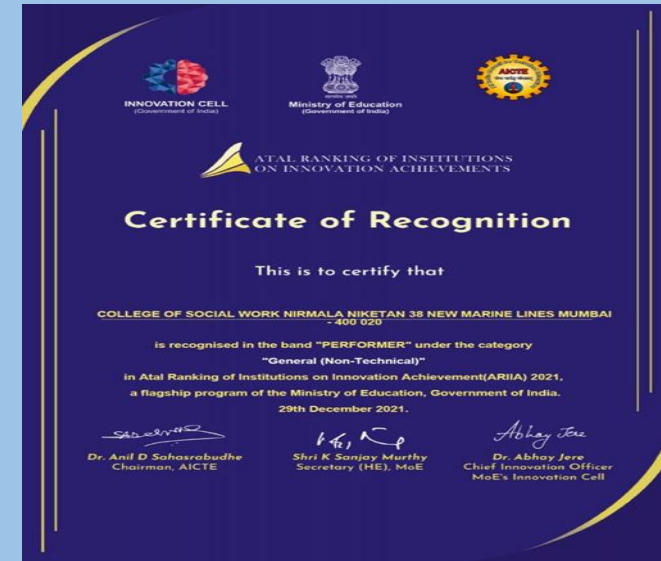 INNOVATION CELL
(Government of India)
Ministry of Education
(Government of India)
AICTE
ATAL RANKING OF INSTITUTIONS
ON INNOVATION ACHIEVEMENTS
Certificate of Recognition
This is to certify that
COLLEGE OF SOCIAL WORK NIRMALA NIKETAN 38 NEW MARINE LINES MUMBAI
- 400 020
is recognised in the band "PERFORMER" under the category
"General (Non-Technical)"
in Atal Ranking of Institutions on Innovation Achievement(ARIIA) 2021,
a flagship program of the Ministry of Education, Government of India.
29th December 2021.
Abhay Jere
Dr. Anil D Sahasrabudhe
Chairman, AICTE
Shri K Sanjay Murthy
Secretary (HE), MoE
Dr. Abhay Jere
Chief Innovation Officer
MoE's Innovation Cell